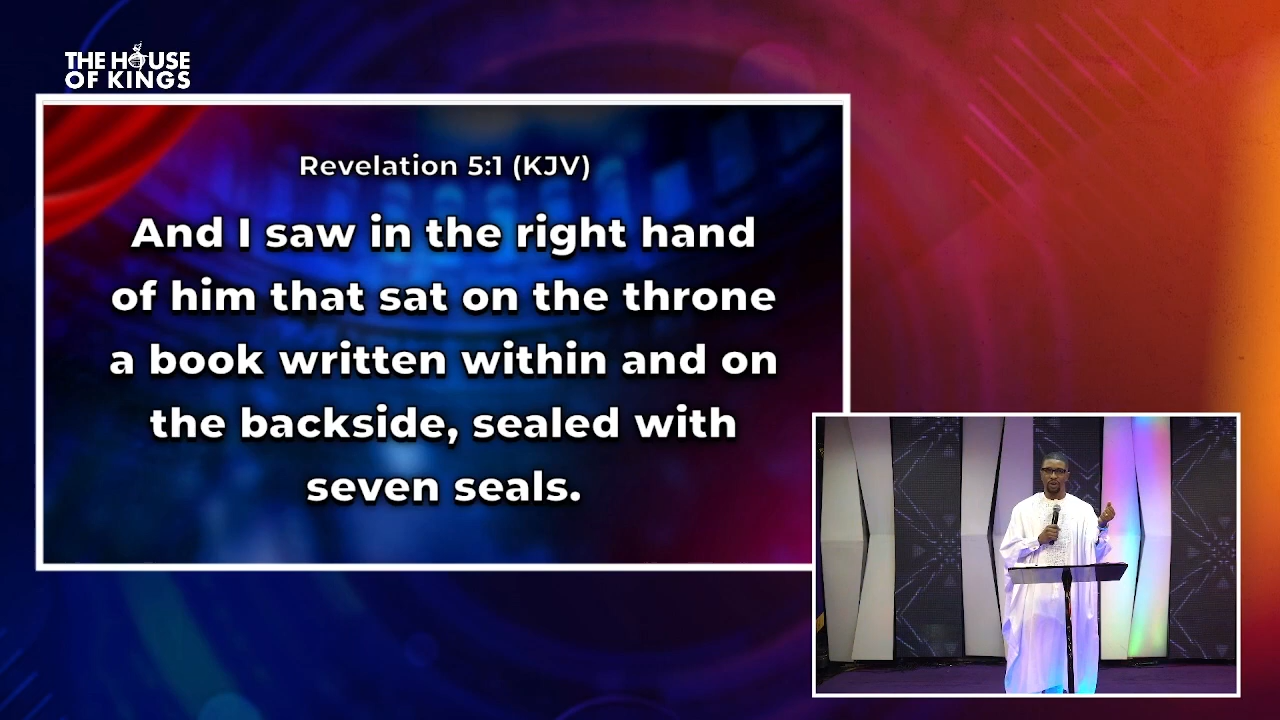 THE HOUSE
OF KINGS
Revelation 5:1 (KJV)
And I saw in the right hand
of him that sat on the throne
a book written within and on
the backside, sealed with
seven seals.